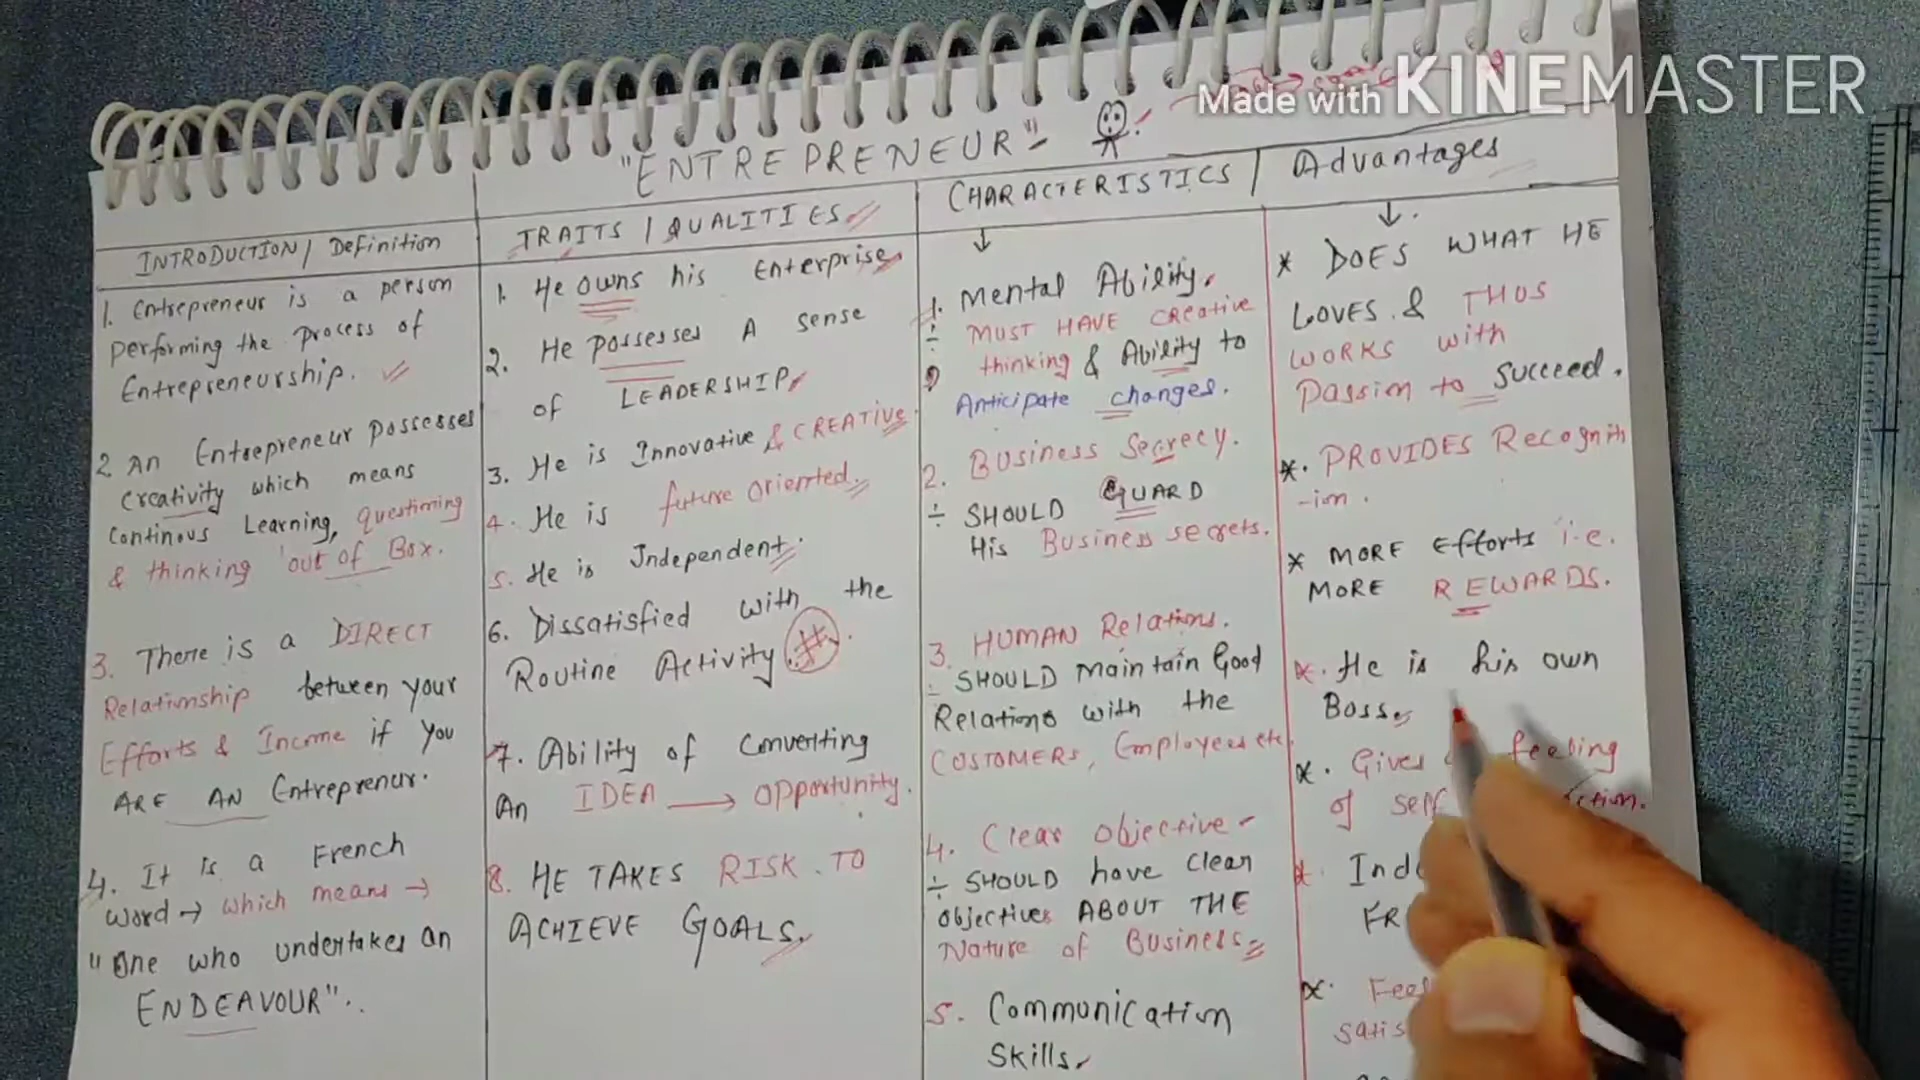 Made with KINEMASTER
"ENTREPRENEUR"
INTRODUCTION/ Definition
1. Entrepreneur is a person
performing the process of
Entrepreneurship.
2 An Entrepreneur possesses
creativity which means
continous Learning, questioning
& thinking 'out of Box.
3. There is a DIRECT
Relationship between your
Efforts & Income if you
ARE AN Entrepreneur.
4. It is a French
word → which means →
"One who undertakes an
ENDEAVOUR".
TRAITS / QUALITIES
1. He owns his Enterprise
2. He possesses A sense
of LEADERSHIP
3. He is Innovative & CREATIVE
4. He is future oriented
5. He is Independent.
6. Dissatisfied with the
Routine Activity
7. Ability of converting
An IDEA → opportunity.
8. HE TAKES RISK TO
ACHIEVE GOALS
CHARACTERISTICS / Advantages
1. Mental Ability
÷ MUST HAVE creative
thinking & Ability to
Anticipate changes.
2. BUSINESS Secrecy.
÷ SHOULD GUARD
His Business secrets.
3. HUMAN Relations.
÷ SHOULD maintain Good
Relations with the
COSTOMERS, Employees etc
4. Clear objective -
÷ SHOULD have clear
objectives ABOUT THE
Nature of Business
5. Communication
Skills
* DOES WHAT HE
LOVES & THUS
WORKS with
Passion to succeed.
*. PROVIDES Recognit
-ion.
* MORE Efforts i.e.
MORE REWARDS.
*. He is his own
Boss
*. Gives feeling
of self